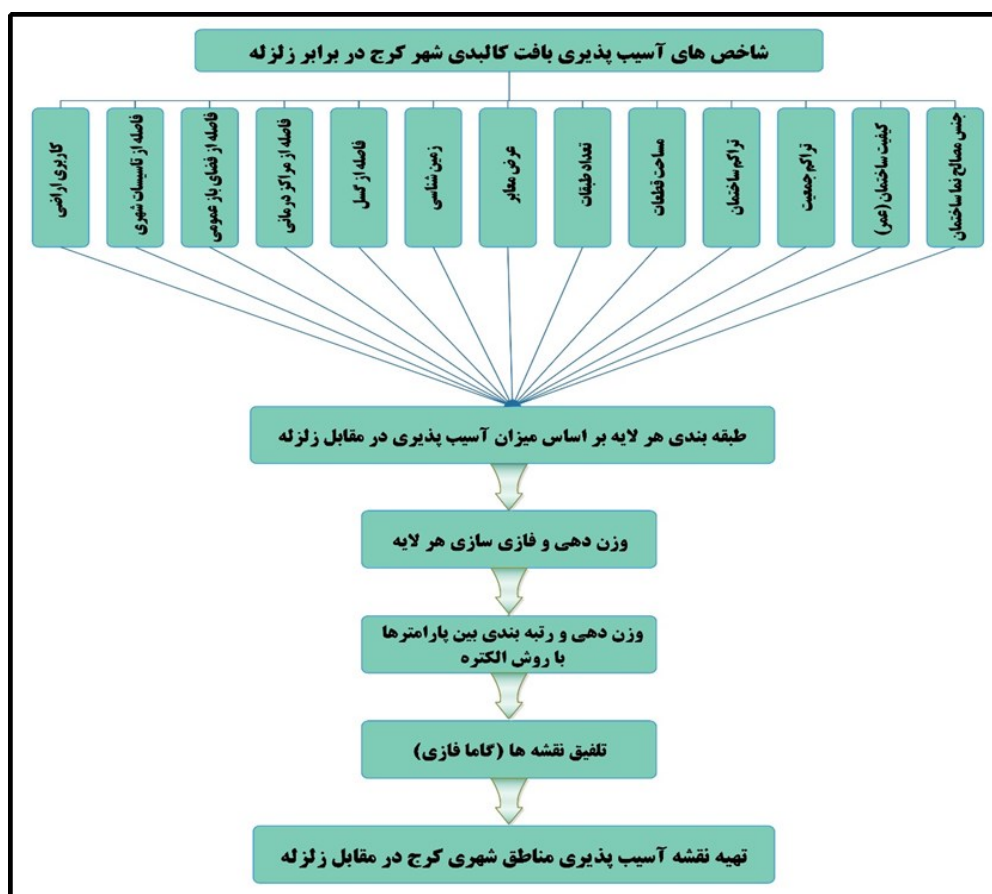 شاخص های آسیب پذیری بافت کالبدی شهر کرج در برابر زلزله
جنس مصالح نما ساختمان
کیفیت ساختمان (عمر)
تراکم جمعیت
تراکم ساختمان
مساحت قطعات
تعداد طبقات
عرض معابر
زمین شناسی
فاصله از گسل
فاصله از مراکز درمانی
فاصله از فضای باز عمومی
فاصله از تاسیسات شهری
کاربری اراضی
طبقه بندی هر لایه بر اساس میزان آسیب پذیری در مقابل زلزله
وزن دهی و فازی سازی هر لایه
وزن دهی و رتبه بندی بین پارامترها
با روش الکتره
تلفیق نقشه ها (گاما فازی)
تهیه نقشه آسیب پذیری مناطق شهری کرج در مقابل زلزله